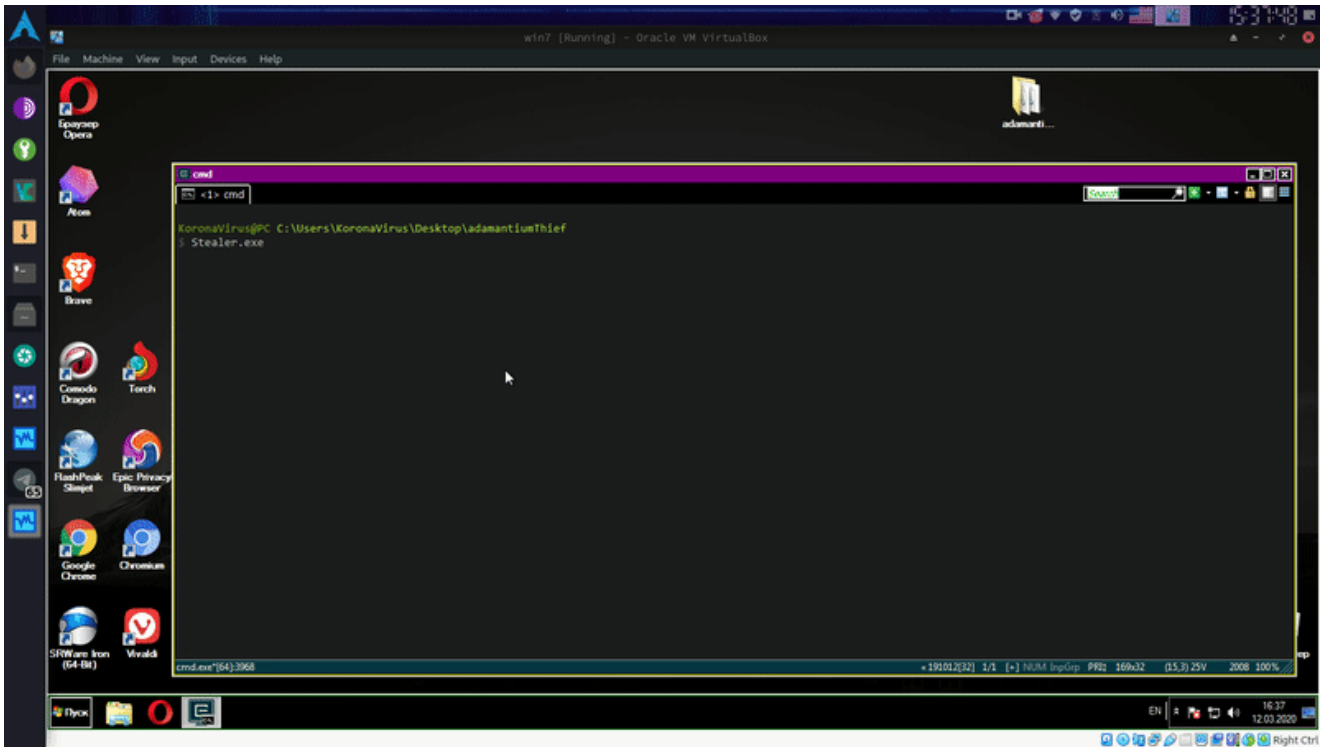 15:37:48
win7 [Running] - Oracle VM VirtualBox
File Machine View Input Devices Help
Браузер
Opera
adamanti...
Atom
Brave
Comodo
Dragon
Torch
FlashPeak
Slimjet
Epic Privacy
Browser
Google
Chrome
Chromium
SRWare Iron
(64-Bit)
Vivaldi
cmd
<1> cmd
Search
KoronaVirus@PC C:\Users\KoronaVirus\Desktop\adamantiumThief
$ Stealer.exe
cmd.exe*[64]:3968
« 191012[32] 1/1 [+] NUM InpGrp PRI: 169x32 (15,3) 25V 2008 100%
Пуск
EN
16:37
12.03.2020
Right Ctrl